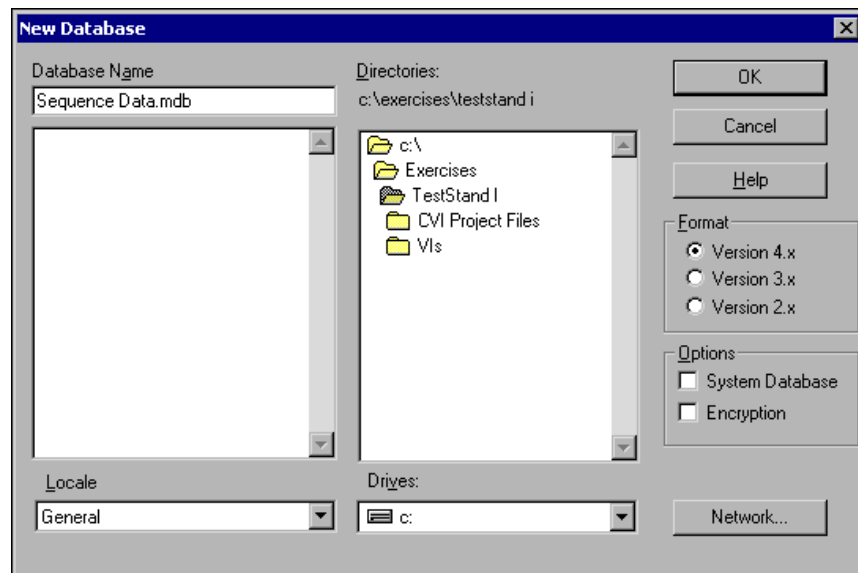 New Database
Database Name
Sequence Data.mdb
Directories:
c:\exercises\teststand i
c:\
Exercises
TestStand I
CVI Project Files
VIs
Locale
General
Drives:
c:
OK
Cancel
Help
Format
Version 4.x
Version 3.x
Version 2.x
Options
System Database
Encryption
Network...